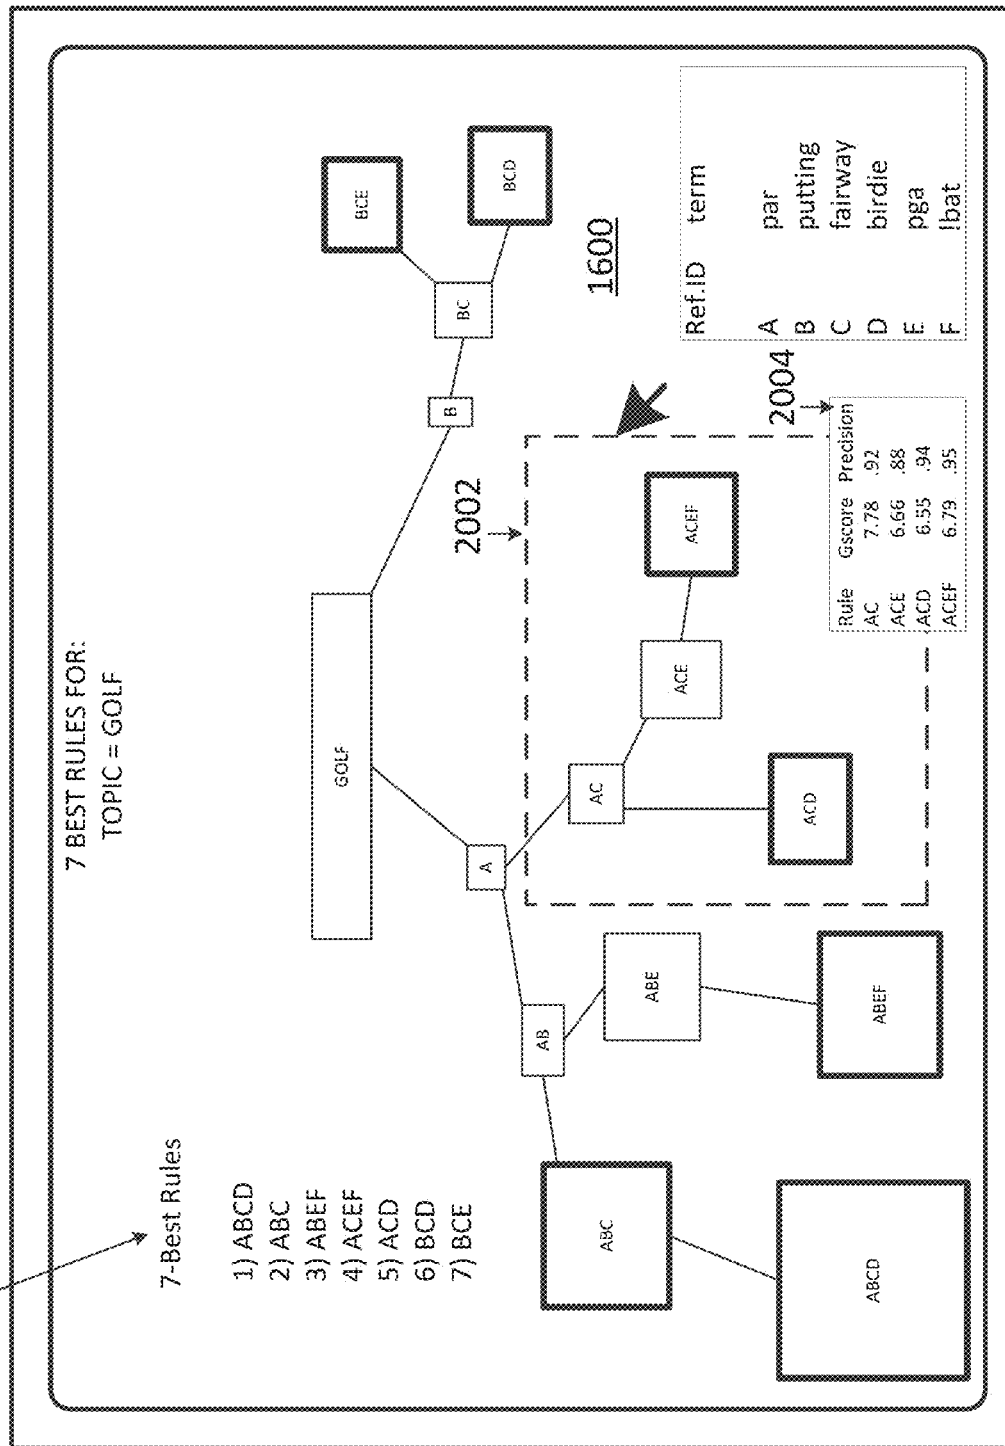 7 BEST RULES FOR:
TOPIC = GOLF
7-Best Rules
1) ABCD
2) ABC
3) ABEF
4) ACEF
5) ACD
6) BCD
7) BCE
GOLF
A
B
AB
AC
BC
ABC
ABE
ACD
ACE
BCE
BCD
ABCD
ABEF
ACEF
2002
1600
2004
Rule Gscore Precision
AC 7.78 .92
ACE 6.66 .88
ACD 6.55 .94
ACEF 6.79 .95
Ref.ID term
A par
B putting
C fairway
D birdie
E pga
F !bat